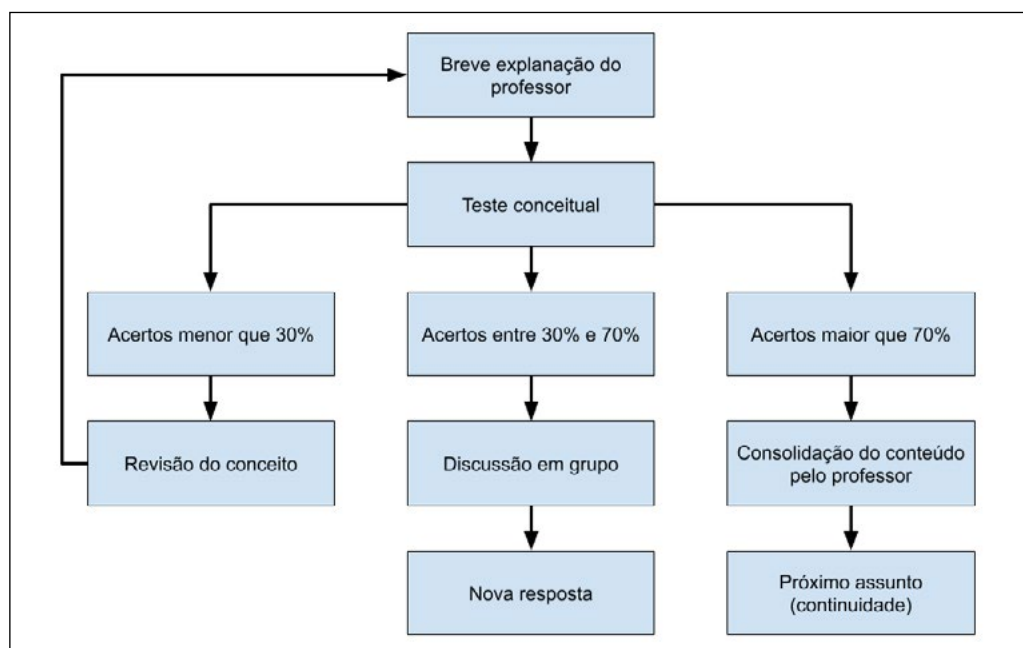 Breve explanação do
professor
Teste conceitual
Acertos menor que 30%
Acertos entre 30% e 70%
Acertos maior que 70%
Revisão do conceito
Discussão em grupo
Consolidação do conteúdo
pelo professor
Nova resposta
Próximo assunto
(continuidade)